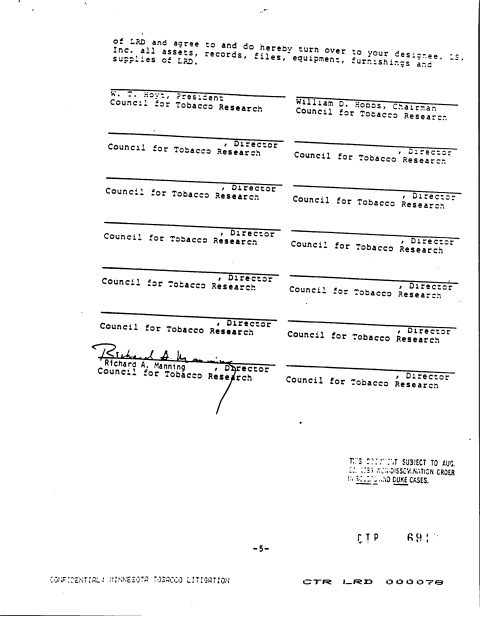 -5-
of LRD and agree to and do hereby turn over to your designee, LS,
Inc. all assets, records, files, equipment, furnishings and
supplies of LRD.
W. T. Hoyt, President
Council for Tobacco Research
William D. Hobbs, Chairman
Council for Tobacco Research
, Director
Council for Tobacco Research
, Director
Council for Tobacco Research
, Director
Council for Tobacco Research
, Director
Council for Tobacco Research
, Director
Council for Tobacco Research
, Director
Council for Tobacco Research
, Director
Council for Tobacco Research
, Director
Council for Tobacco Research
, Director
Council for Tobacco Research
, Director
Council for Tobacco Research
Richard A. Manning
Richard A. Manning , Director
Council for Tobacco Research
, Director
Council for Tobacco Research
THIS DOCUMENT SUBJECT TO AUG.
ORDER
AND DUKE CASES.
CTR
-5-
CONFIDENTIAL: MINNESOTA TOBACCO LITIGATION
CTR LRD 000078